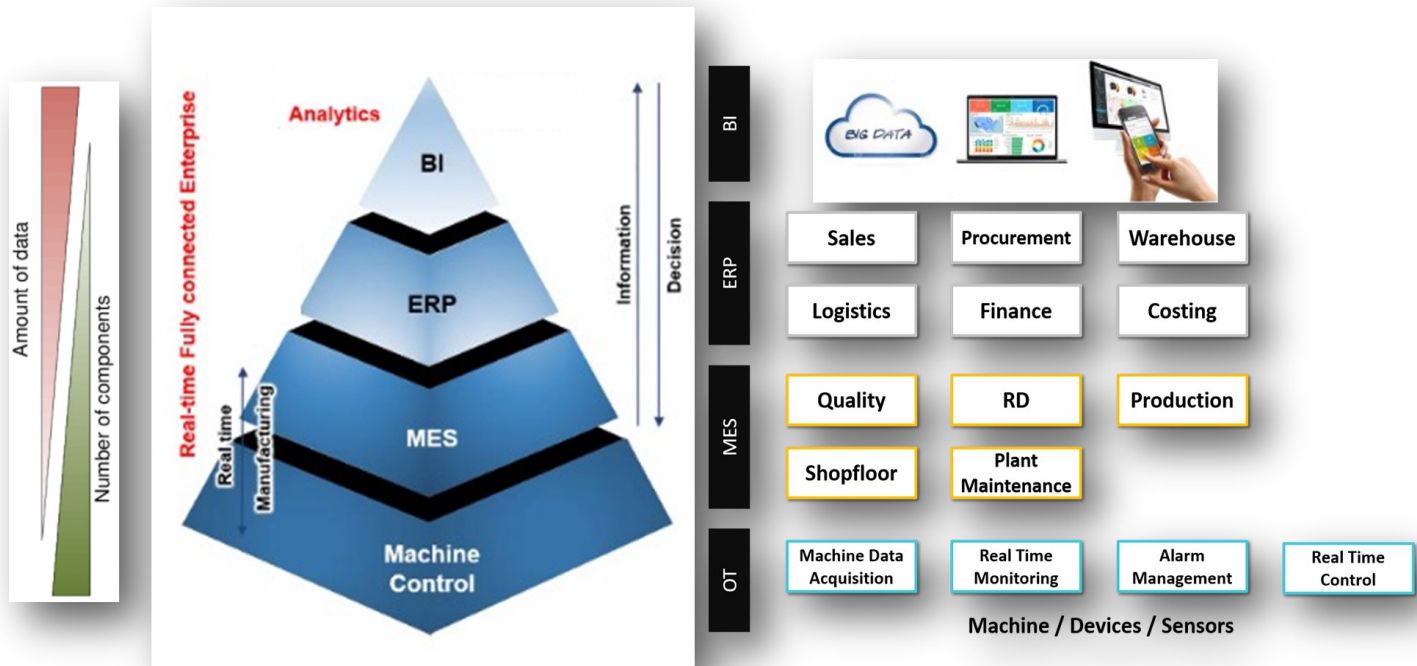 Amount of data
Number of components
Real-time Fully connected Enterprise
Analytics
BI
ERP
MES
Machine
Control
Real time
Manufacturing
Information
Decision
BI
BIG DATA
ERP
Sales
Procurement
Warehouse
Logistics
Finance
Costing
MES
Quality
RD
Production
Shopfloor
Plant
Maintenance
OT
Machine Data
Acquisition
Real Time
Monitoring
Alarm
Management
Real Time
Control
Machine / Devices / Sensors